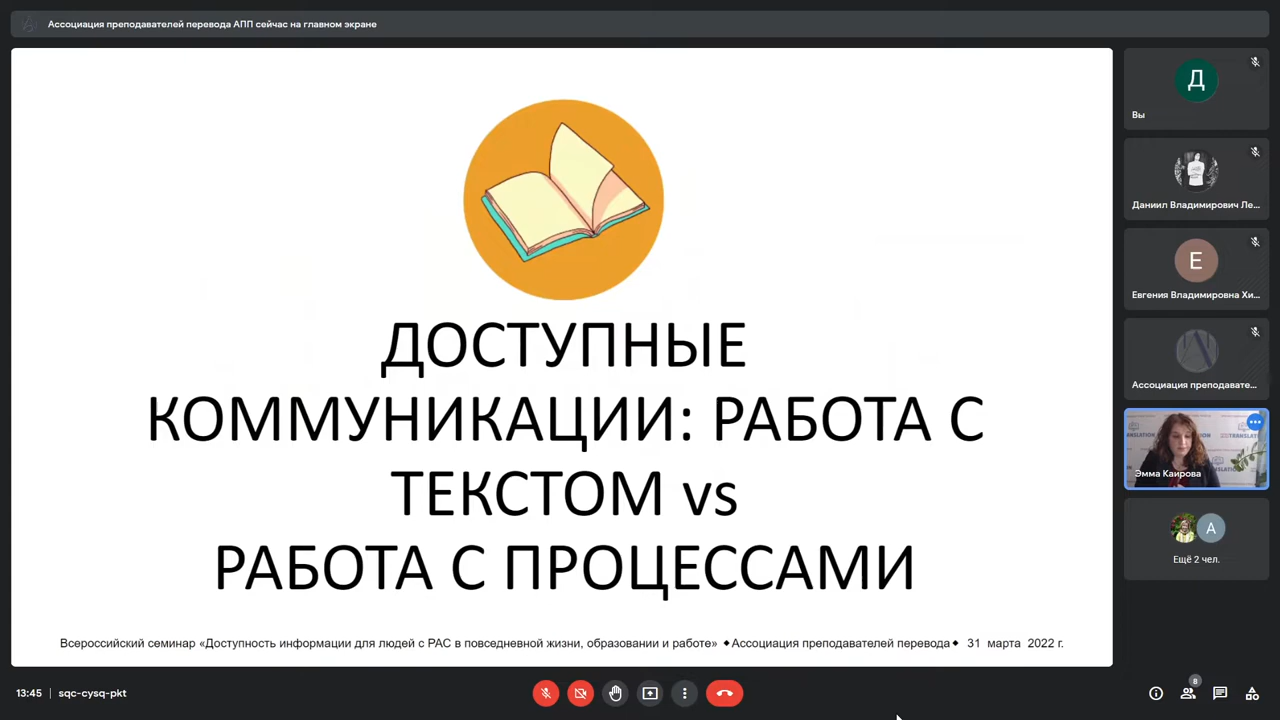 Ассоциация преподавателей перевода АПП сейчас на главном экране
Д
Вы
Даниил Владимирович Ле...
Е
Евгения Владимировна Хи...
Ассоциация преподавате...
Эмма Каирова
А
Ещё 2 чел.
ДОСТУПНЫЕ
КОММУНИКАЦИИ: РАБОТА С
ТЕКСТОМ vs
РАБОТА С ПРОЦЕССАМИ
Всероссийский семинар «Доступность информации для людей с РАС в повседневной жизни, образовании и работе» ◆Ассоциация преподавателей перевода◆ 31 марта 2022 г.
13:45 | sqc-cysq-pkt
8